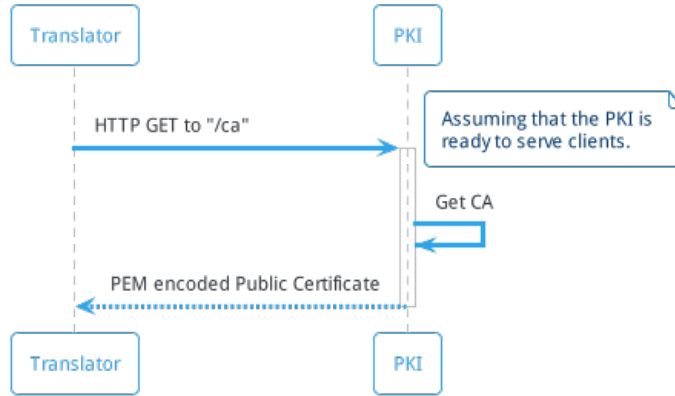 Translator
PKI
HTTP GET to "/ca"
Assuming that the PKI is
ready to serve clients.
Get CA
PEM encoded Public Certificate
Translator
PKI